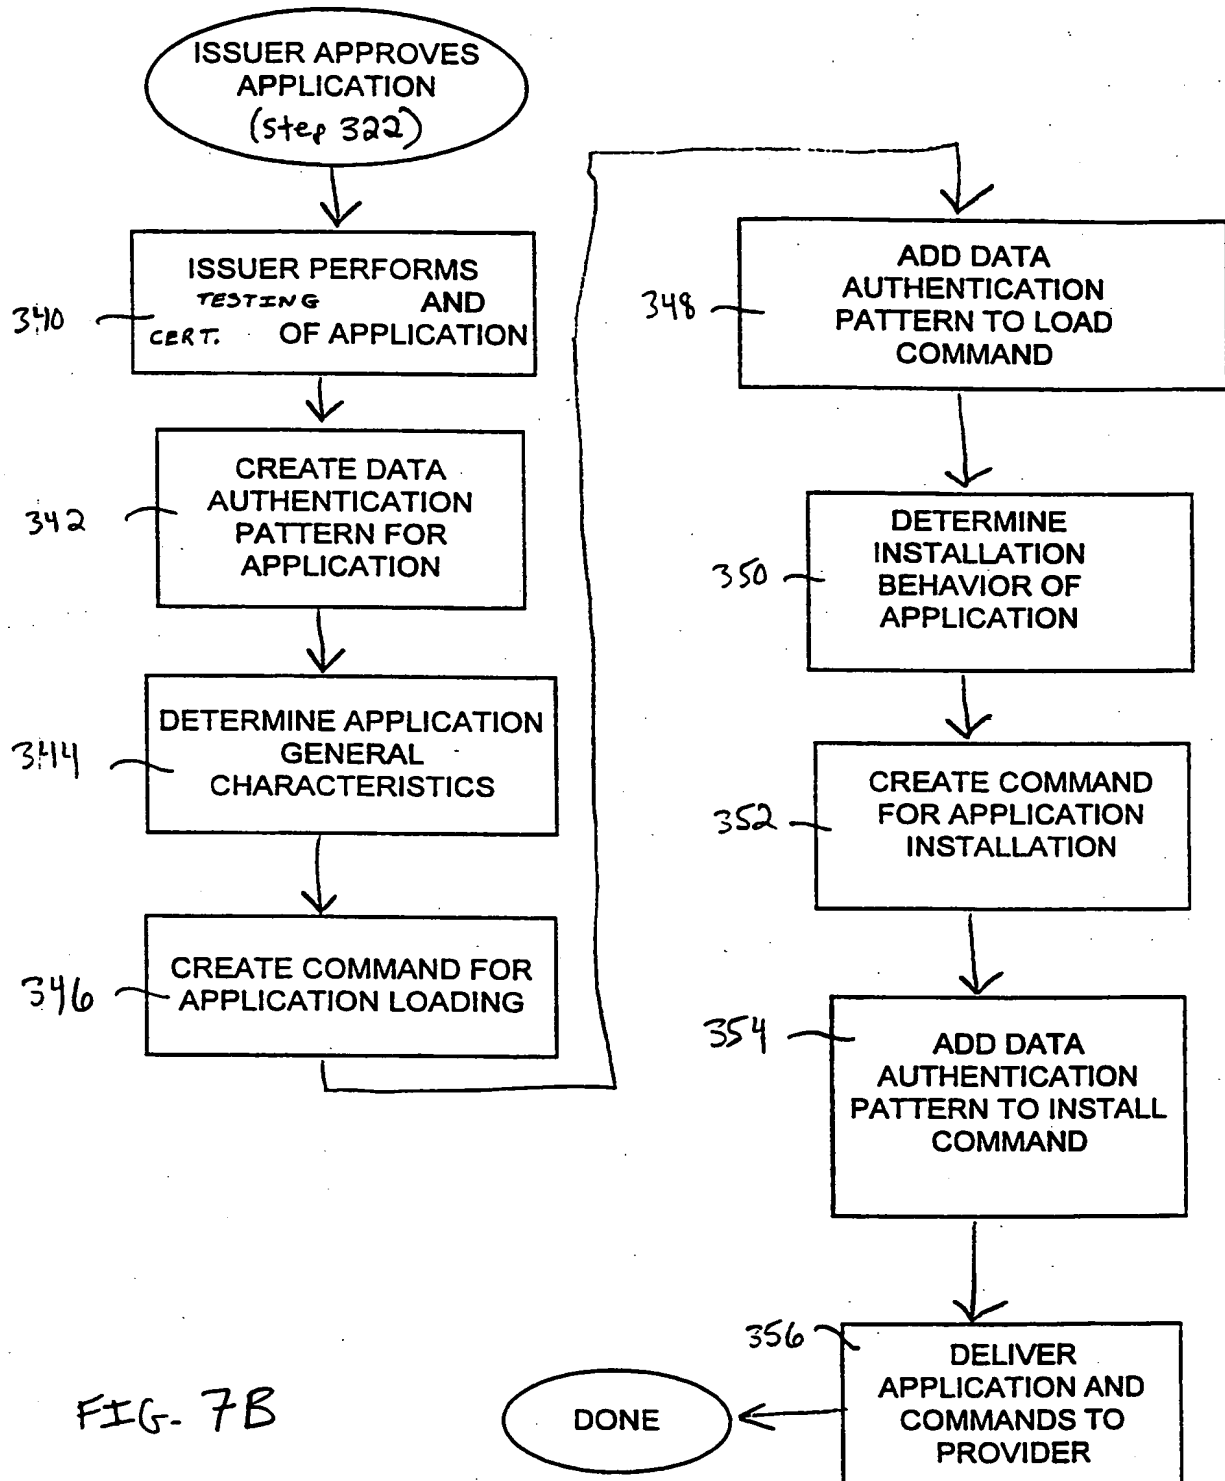 ISSUER APPROVES
APPLICATION
(step 322)
340
ISSUER PERFORMS
TESTING AND
CERT. OF APPLICATION
342
CREATE DATA
AUTHENTICATION
PATTERN FOR
APPLICATION
344
DETERMINE APPLICATION
GENERAL
CHARACTERISTICS
346
CREATE COMMAND FOR
APPLICATION LOADING
348
ADD DATA
AUTHENTICATION
PATTERN TO LOAD
COMMAND
350
DETERMINE
INSTALLATION
BEHAVIOR OF
APPLICATION
352
CREATE COMMAND
FOR APPLICATION
INSTALLATION
354
ADD DATA
AUTHENTICATION
PATTERN TO INSTALL
COMMAND
356
DELIVER
APPLICATION AND
COMMANDS TO
PROVIDER
DONE
FIG. 7B